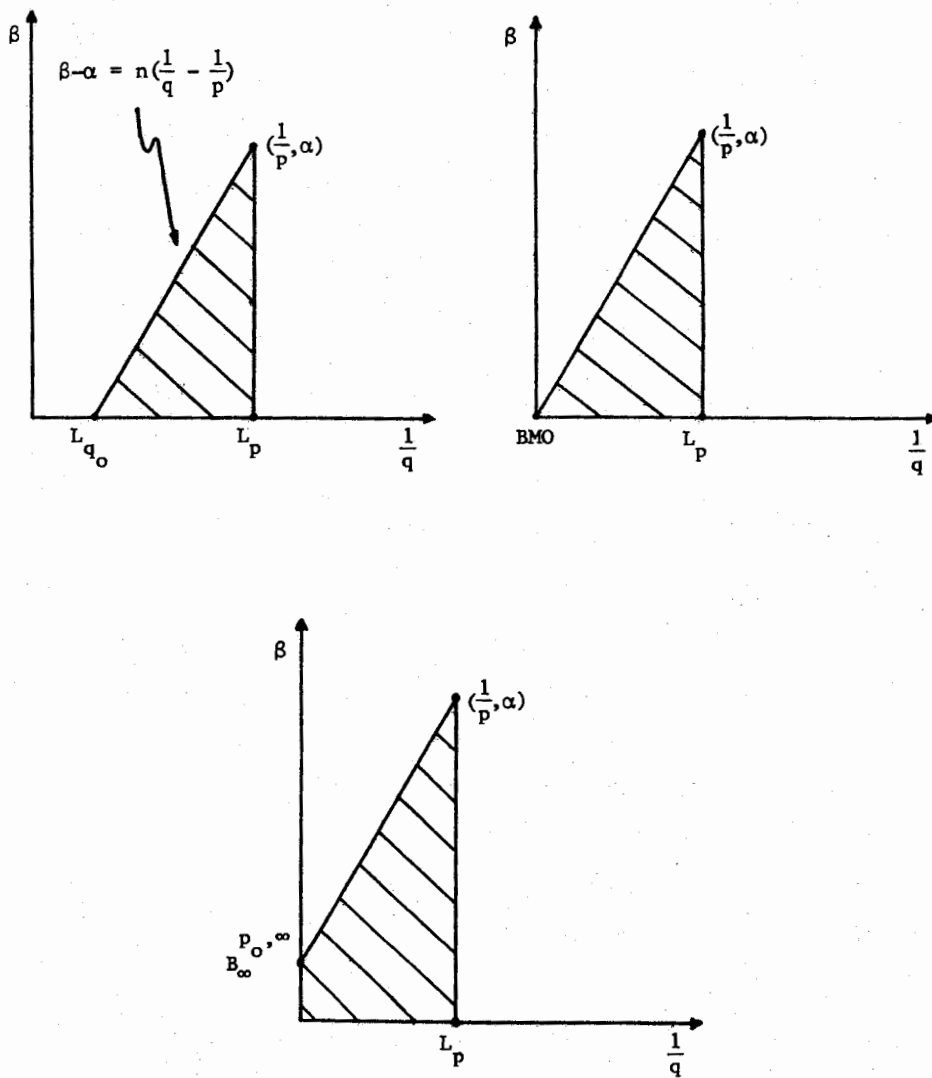 β
β-α = n(1/q - 1/p)
(1/p,α)
L_{q_o}
L_p
1/q
β
(1/p,α)
BMO
L_p
1/q
β
(1/p,α)
B_∞^{p_o,∞}
L_p
1/q